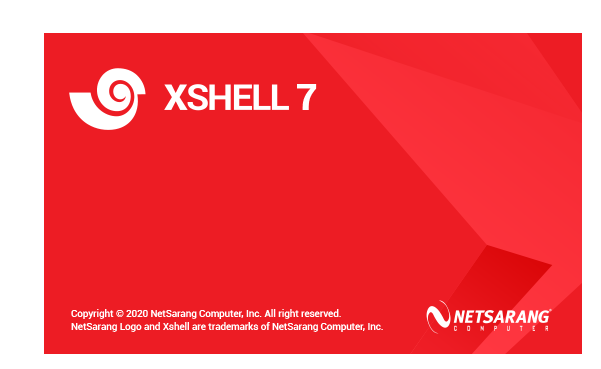 XSHELL 7
Copyright © 2020 NetSarang Computer, Inc. All right reserved.
NetSarang Logo and Xshell are trademarks of NetSarang Computer, Inc.
NETSARANG
COMPUTER